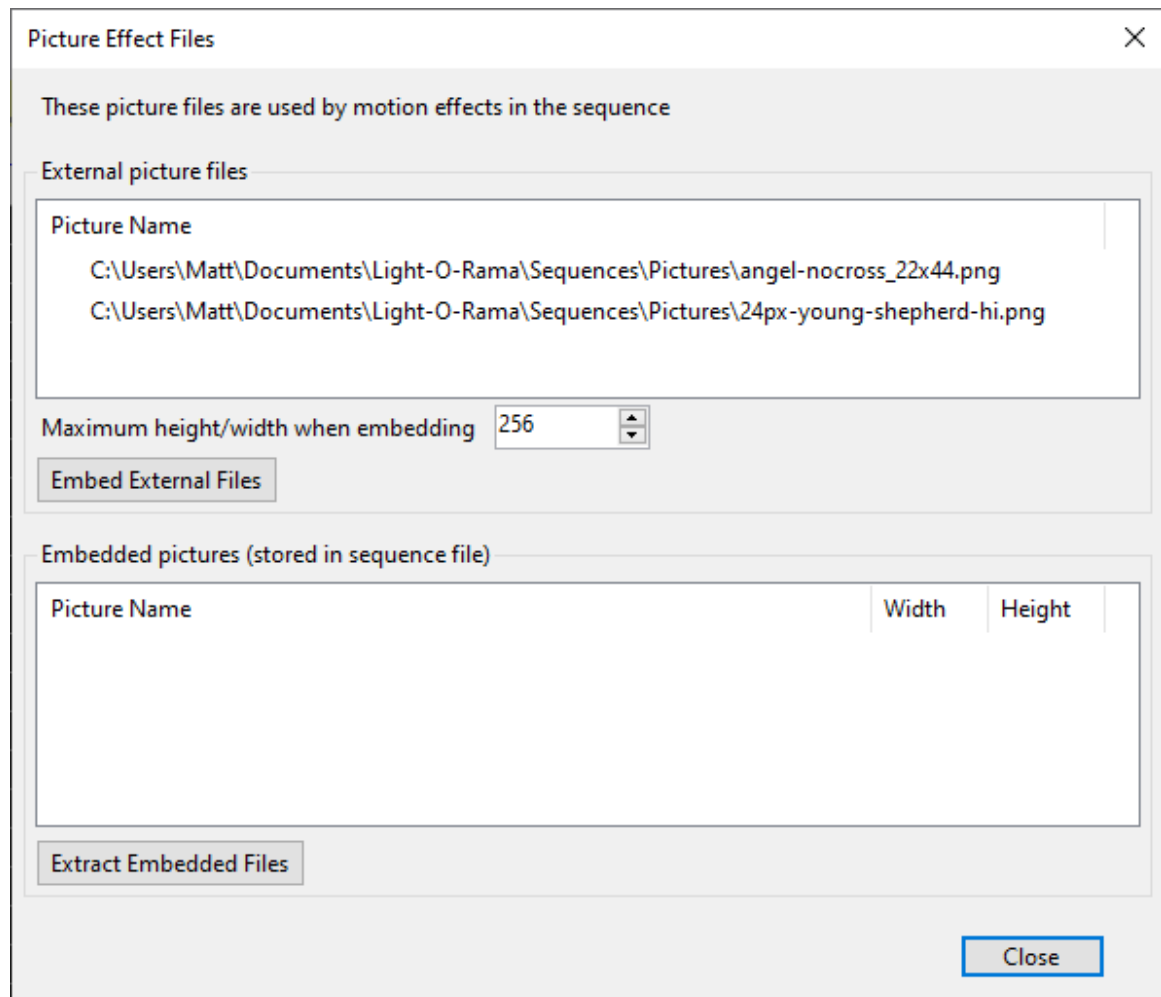 Picture Effect Files
These picture files are used by motion effects in the sequence
External picture files
Picture Name
C:\Users\Matt\Documents\Light-O-Rama\Sequences\Pictures\angel-nocross_22x44.png
C:\Users\Matt\Documents\Light-O-Rama\Sequences\Pictures\24px-young-shepherd-hi.png
Maximum height/width when embedding 256
Embed External Files
Embedded pictures (stored in sequence file)
Picture Name Width Height
Extract Embedded Files
Close